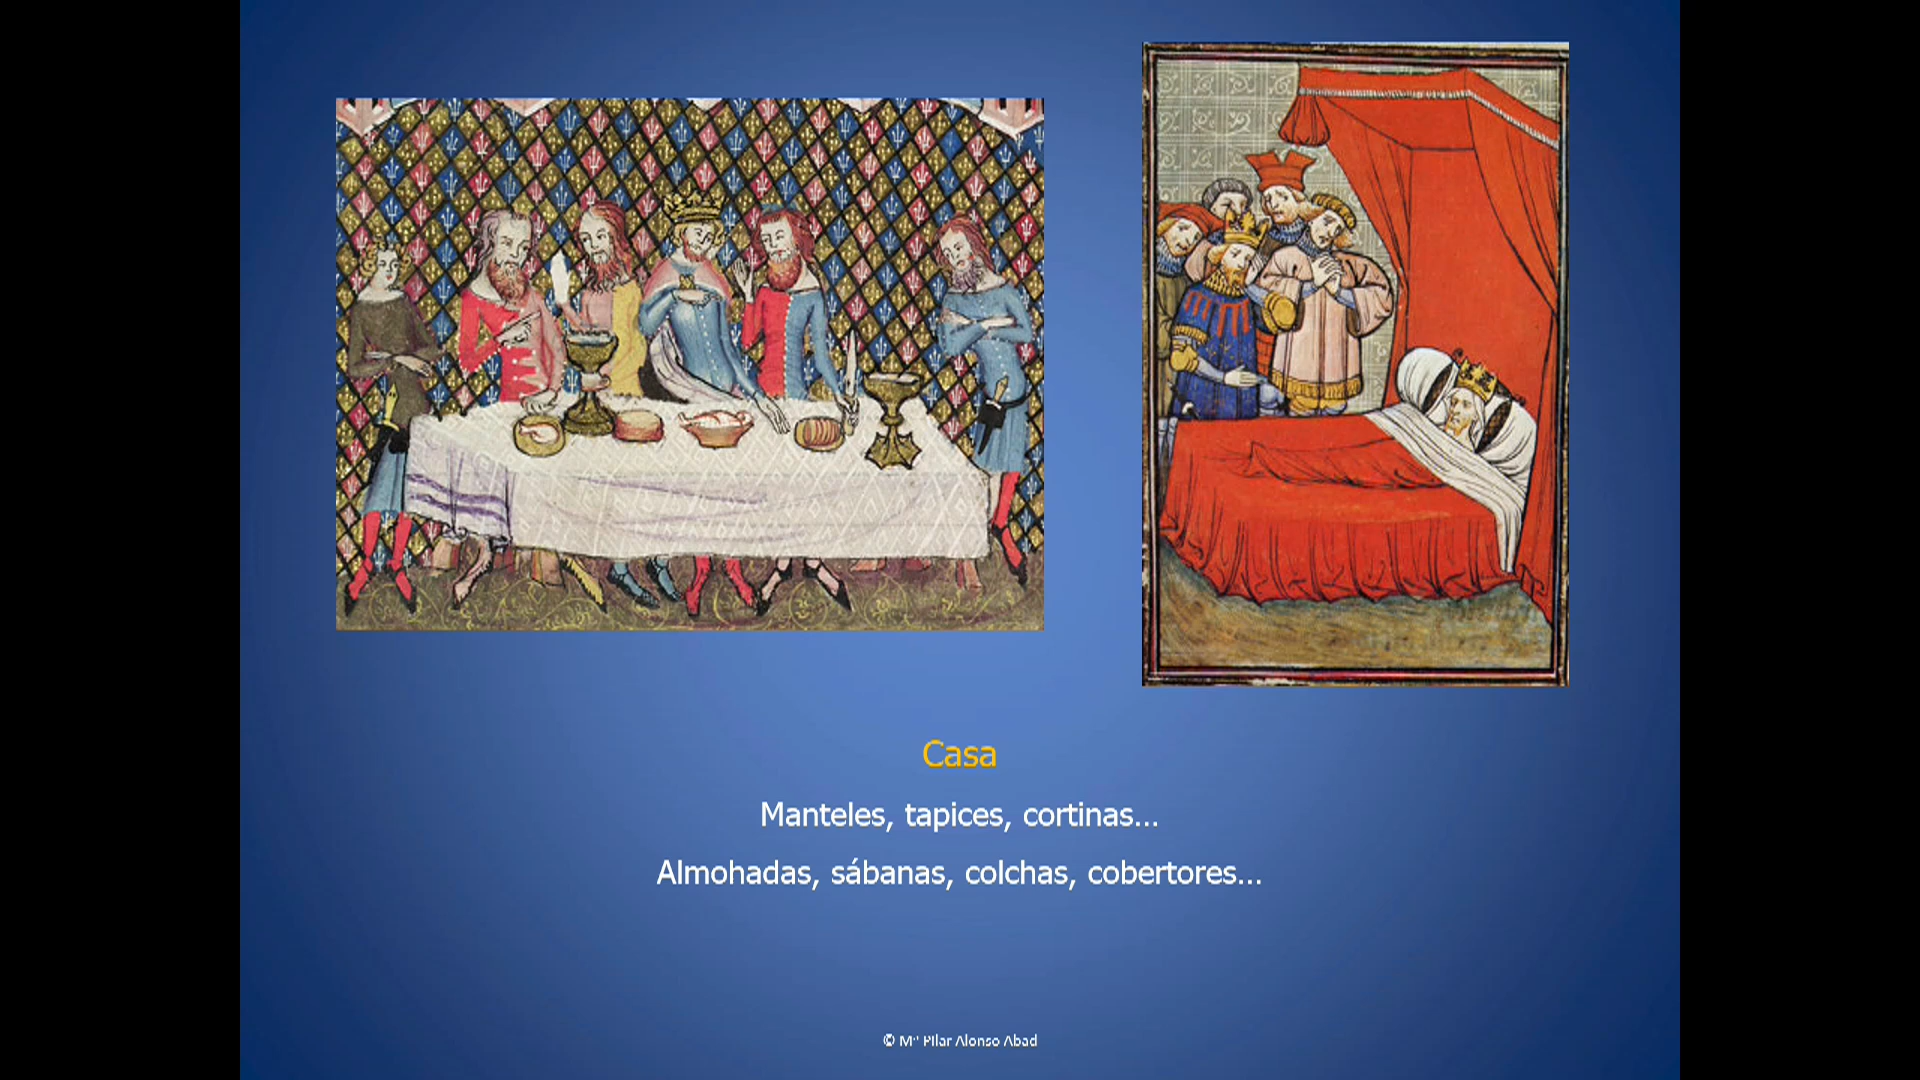 Casa
Manteles, tapices, cortinas...
Almohadas, sábanas, colchas, cobertores...
© Mª Pilar Alonso Abad